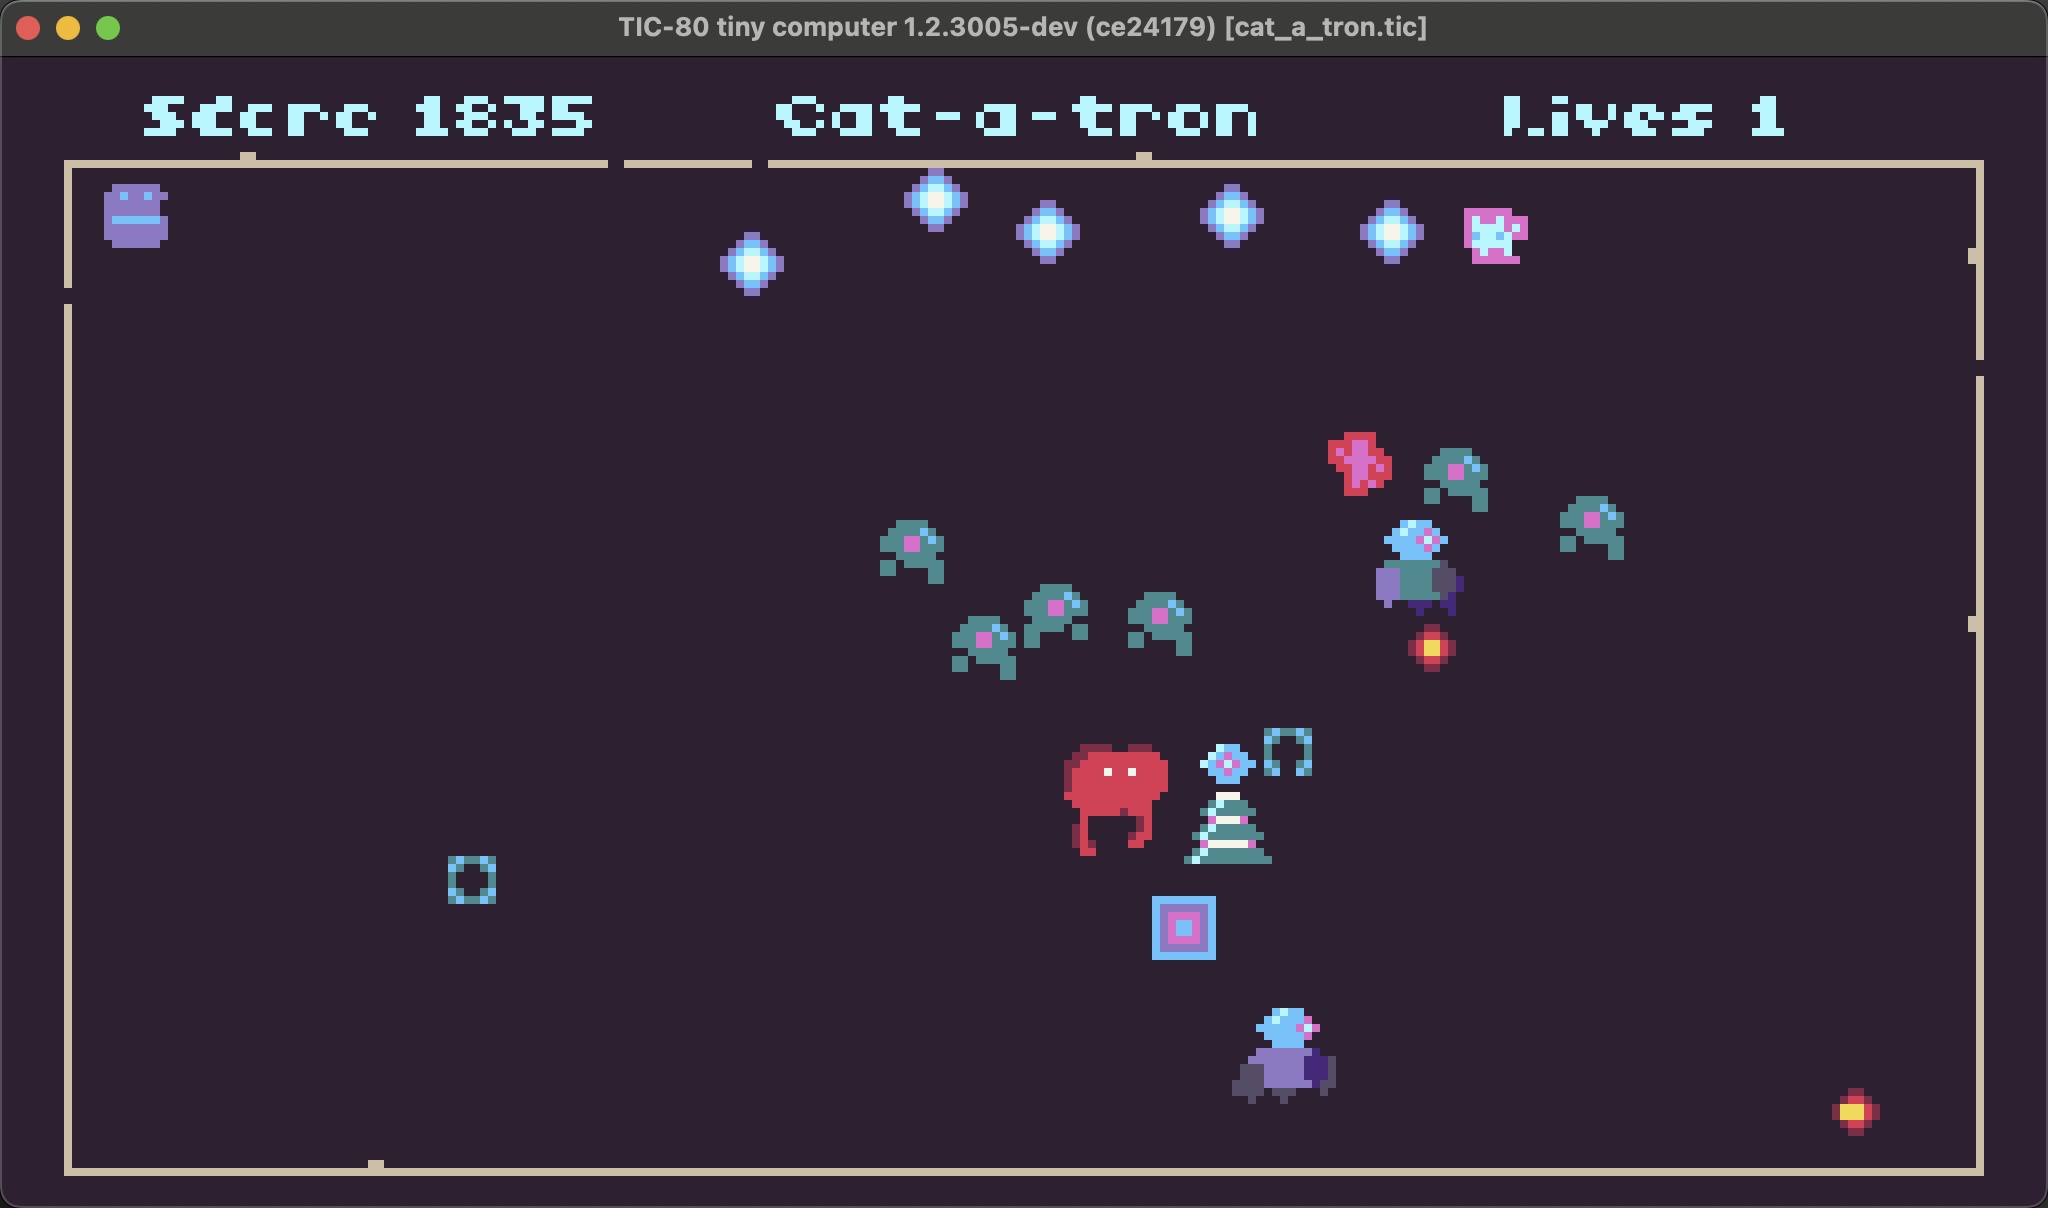 TIC-80 tiny computer 1.2.3005-dev (ce24179) [cat_a_tron.tic]
Score 1835 Cat-a-tron Lives 1